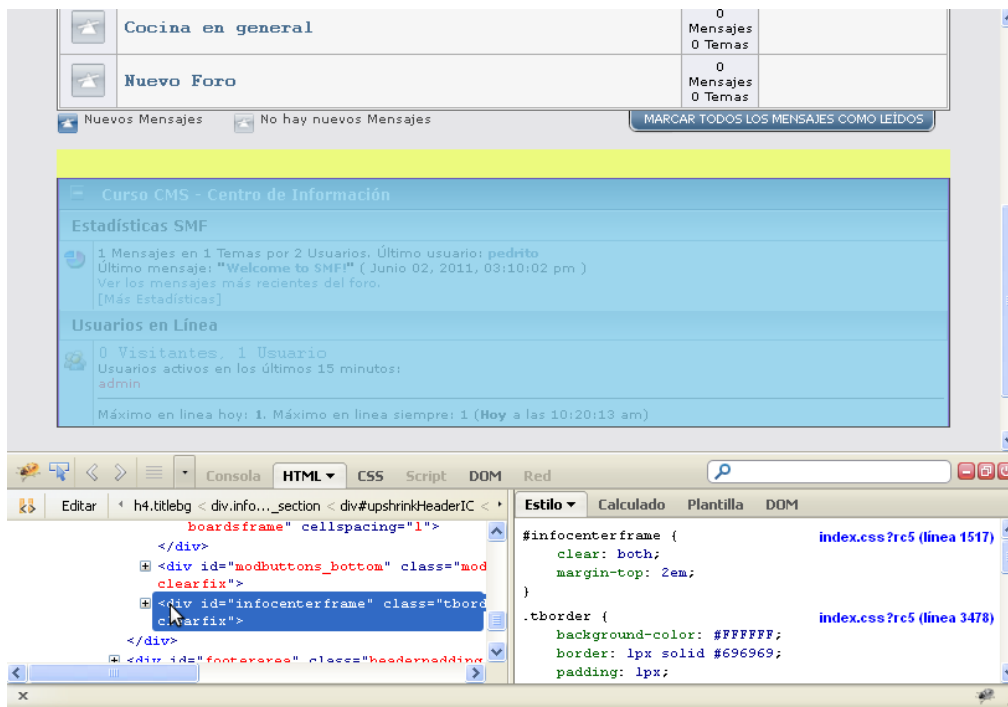 0
Cocina en general
Mensajes
0 Temas
0
Nuevo Foro
Mensajes
0 Temas
Nuevos Mensajes No hay nuevos Mensajes MARCAR TODOS LOS MENSAJES COMO LEÍDOS
Curso CMS - Centro de Información
Estadísticas SMF
1 Mensajes en 1 Temas por 2 Usuarios. Último usuario: pedrito
Último mensaje: "Welcome to SMF!" ( Junio 02, 2011, 03:10:02 pm )
Ver los mensajes más recientes del foro.
[Más Estadísticas]
Usuarios en Línea
0 Visitantes, 1 Usuario
Usuarios activos en los últimos 15 minutos:
admin
Máximo en linea hoy: 1. Máximo en linea siempre: 1 (Hoy a las 10:20:13 am)
Consola HTML CSS Script DOM Red
Editar h4.titlebg < div.info..._section < div#upshrinkHeaderIC <
boardsframe" cellspacing="1">
</div>
<div id="modbuttons_bottom" class="mod
clearfix">
<div id="infocenterframe" class="tbord
clearfix">
</div>
<div id="footerarea" class="headerpadding
Estilo Calculado Plantilla DOM
#infocenterframe { index.css?rc5 (línea 1517)
clear: both;
margin-top: 2em;
}
.tborder { index.css?rc5 (línea 3478)
background-color: #FFFFFF;
border: 1px solid #696969;
padding: 1px;